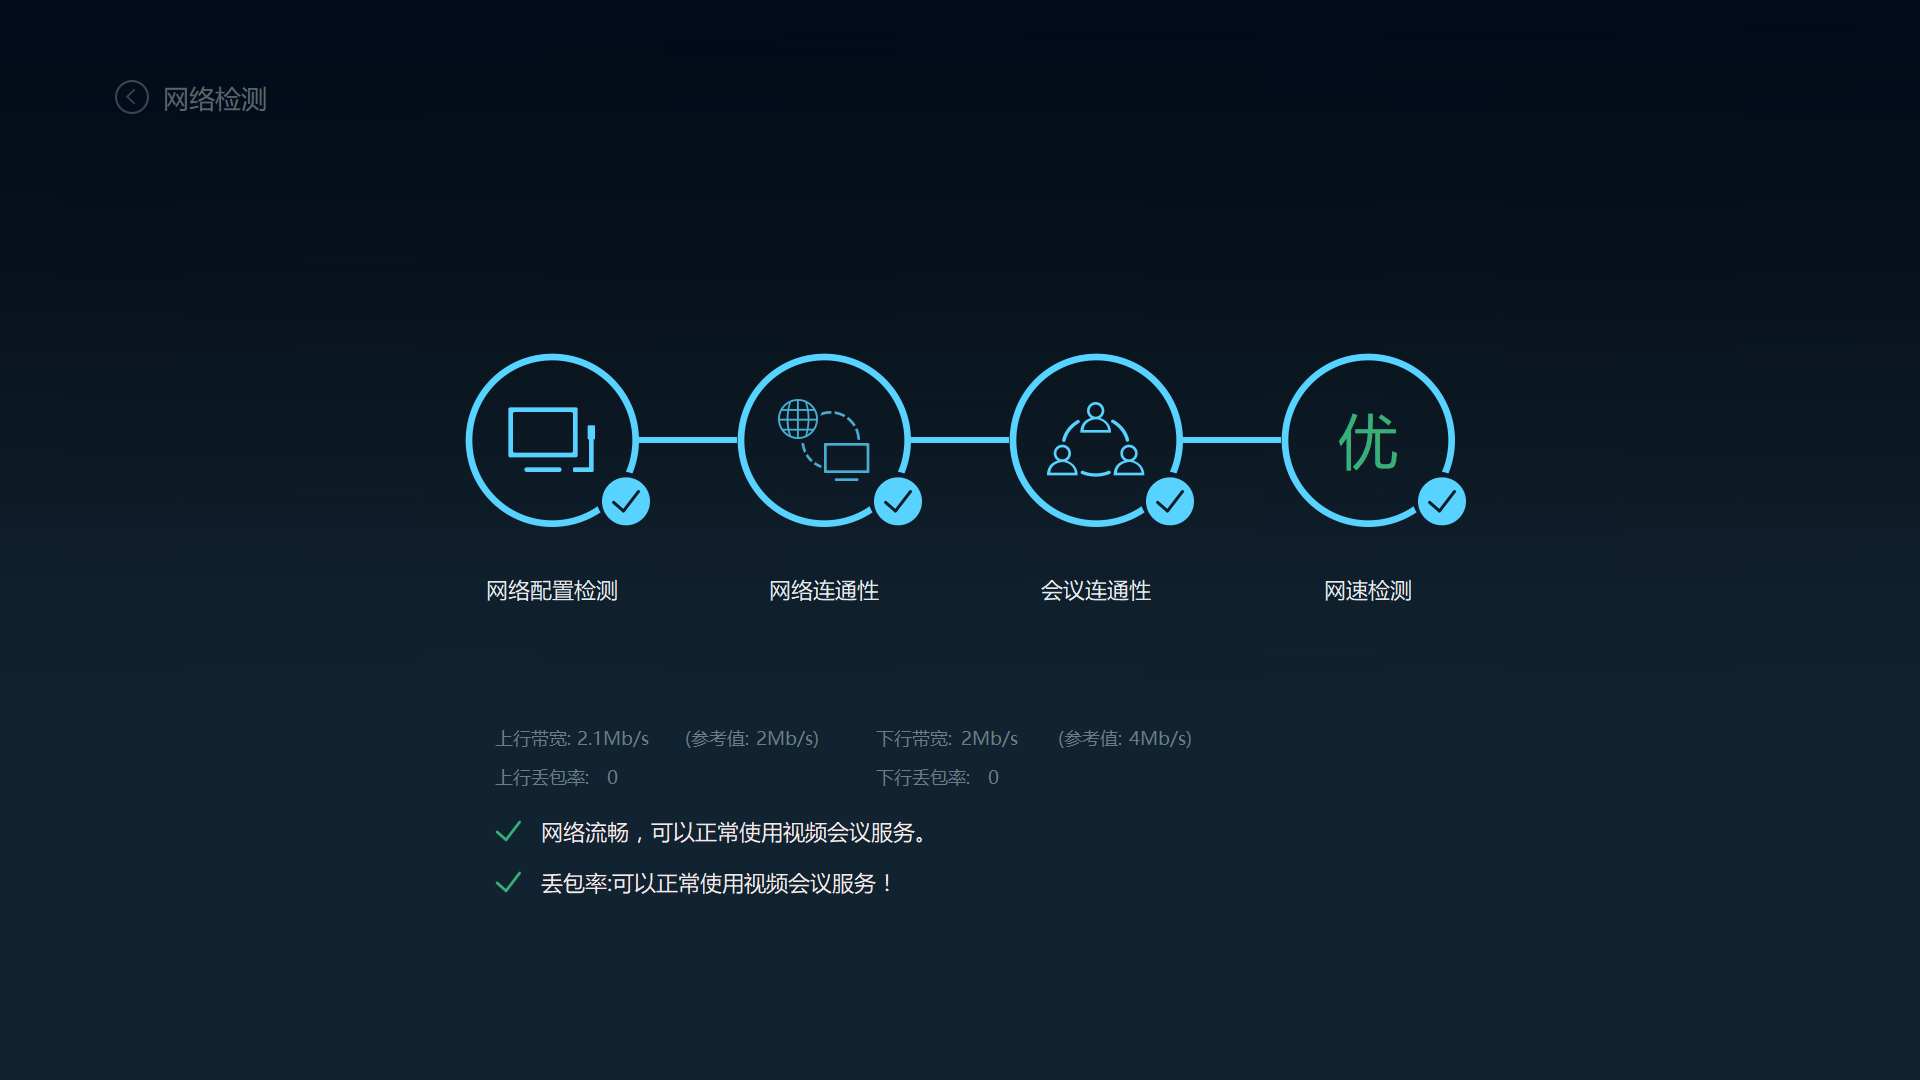 网络检测
优
网络配置检测
网络连通性
会议连通性
网速检测
上行带宽: 2.1Mb/s (参考值: 2Mb/s) 下行带宽: 2Mb/s (参考值: 4Mb/s)
上行丢包率: 0 下行丢包率: 0
网络流畅，可以正常使用视频会议服务。
丢包率:可以正常使用视频会议服务！